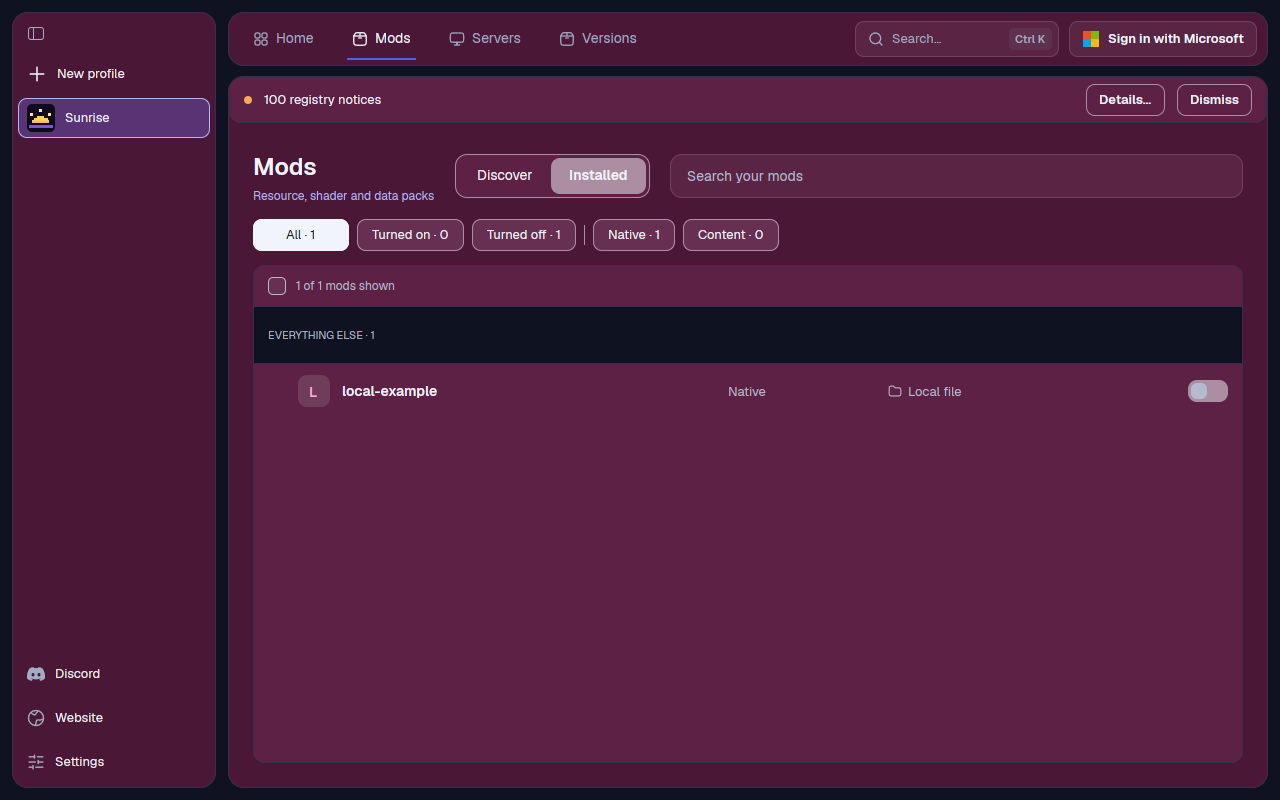 New profile
Sunrise
Discord
Website
Settings
Home
Mods
Servers
Versions
Search...
Ctrl K
Sign in with Microsoft
100 registry notices
Details...
Dismiss
Mods
Resource, shader and data packs
Discover
Installed
Search your mods
All · 1
Turned on · 0
Turned off · 1
Native · 1
Content · 0
1 of 1 mods shown
EVERYTHING ELSE · 1
L
local-example
Native
Local file